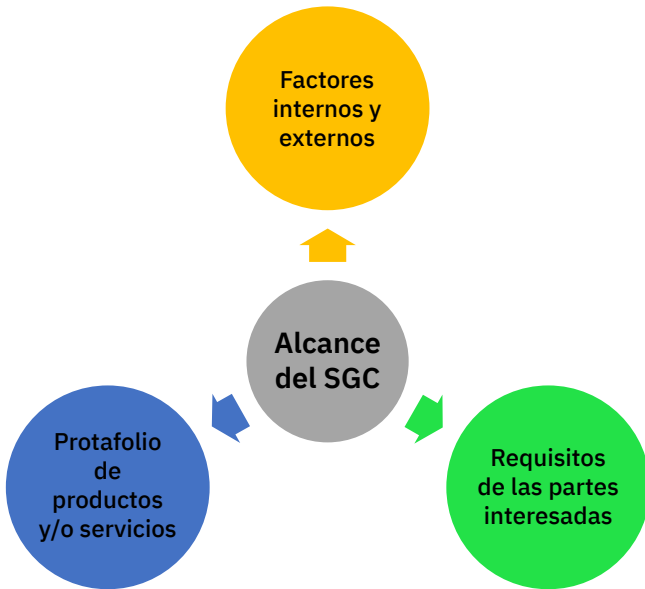 Factores
internos y
externos
Alcance
del SGC
Protafolio
de
productos
y/o servicios
Requisitos
de las partes
interesadas